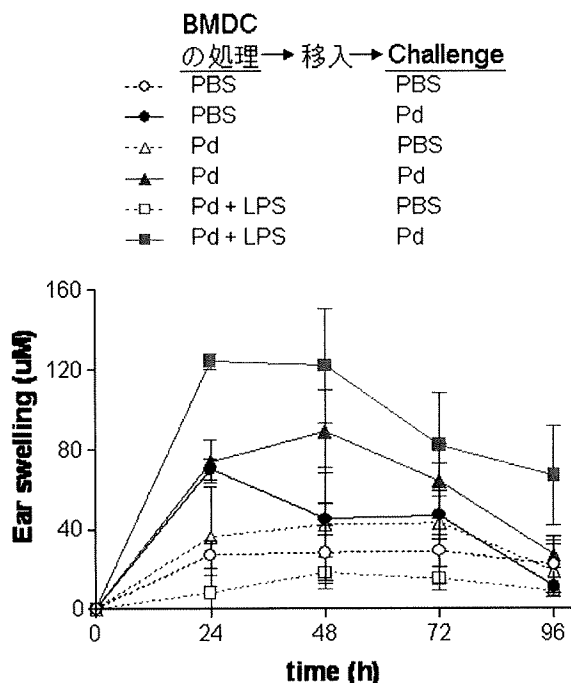 BMDC
の処理→移入→Challenge
PBS PBS
PBS Pd
Pd PBS
Pd Pd
Pd + LPS PBS
Pd + LPS Pd
160
120
80
40
0
Ear swelling (uM)
0 24 48 72 96
time (h)